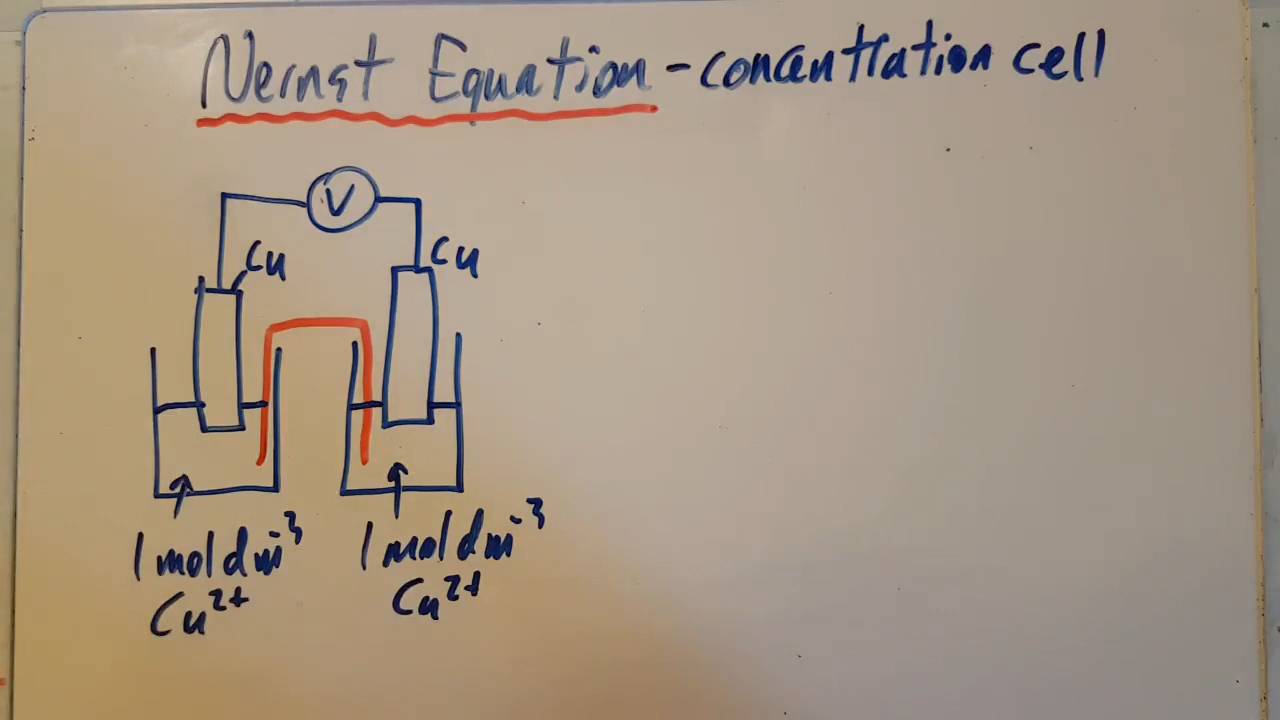 Nernst Equation - concentration cell
V
Cu
Cu
1 mol dm⁻³
Cu²⁺
1 mol dm⁻³
Cu²⁺